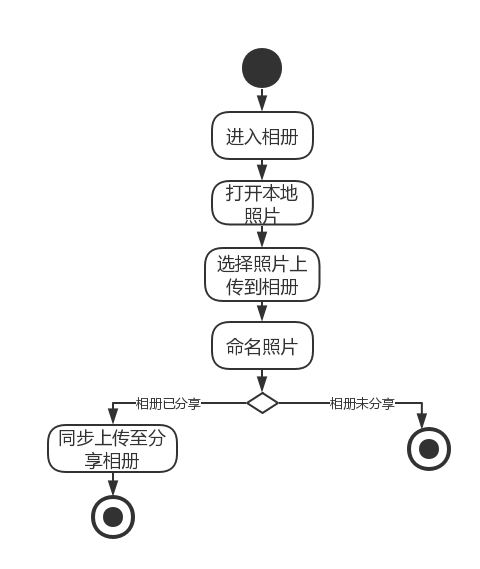 进入相册
打开本地
照片
选择照片上
传到相册
命名照片
相册已分享
相册未分享
同步上传至分
享相册